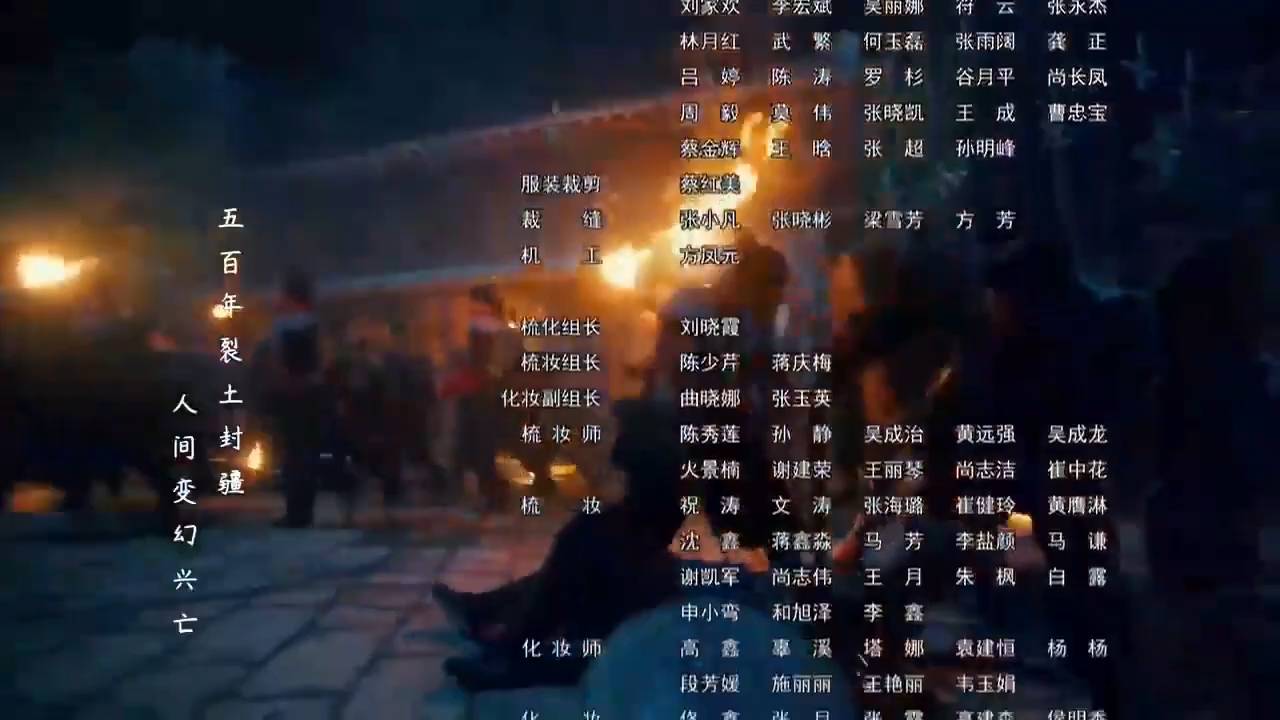 刘家欢 李宏斌 吴丽娜 符 云 张永杰
林月红 武 繁 何玉磊 张雨阔 龚 正
吕 婷 陈 涛 罗 杉 谷月平 尚长凤
周 毅 莫 伟 张晓凯 王 成 曹忠宝
蔡金辉 王 晗 张 超 孙明峰
服装裁剪 蔡红美
裁 缝 张小凡 张晓彬 梁雪芳 方 芳
机 工 方凤元
梳化组长 刘晓霞
梳妆组长 陈少芹 蒋庆梅
化妆副组长 曲晓娜 张玉英
梳 妆 师 陈秀莲 孙 静 吴成治 黄远强 吴成龙
火景楠 谢建荣 王丽琴 尚志洁 崔中花
梳 妆 祝 涛 文 涛 张海璐 崔健玲 黄鹰淋
沈 鑫 蒋鑫淼 马 芳 李盐颜 马 谦
谢凯军 尚志伟 王 月 朱 枫 白 露
申小弯 和旭泽 李 鑫
化 妆 师 高 鑫 辜 溪 塔 娜 袁建恒 杨 杨
段芳媛 施丽丽 王艳丽 韦玉娟
化 妆
五百年裂土封疆
人间变幻兴亡